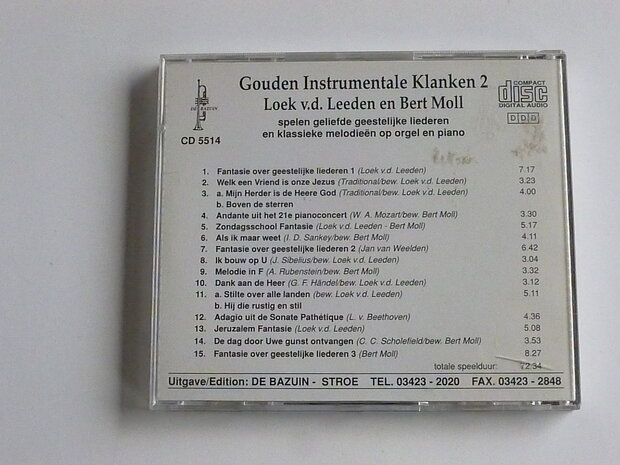 Gouden Instrumentale Klanken 2
Loek v.d. Leeden en Bert Moll
spelen geliefde geestelijke liederen
en klassieke melodieën op orgel en piano
DE BAZUIN
CD 5514
COMPACT
disc
DIGITAL AUDIO
DDD
1. Fantasie over geestelijke liederen 1 (Loek v.d. Leeden) 7.17
2. Welk een Vriend is onze Jezus (Traditional/bew. Loek v.d. Leeden) 3.23
3. a. Mijn Herder is de Heere God (Traditional/bew. Loek v.d. Leeden) 4.00
b. Boven de sterren
4. Andante uit het 21e pianoconcert (W. A. Mozart/bew. Bert Moll) 3.30
5. Zondagsschool Fantasie (Loek v.d. Leeden - Bert Moll) 5.17
6. Als ik maar weet (I. D. Sankey/bew. Bert Moll) 4.11
7. Fantasie over geestelijke liederen 2 (Jan van Weelden) 6.42
8. Ik bouw op U (J. Sibelius/bew. Loek v.d. Leeden) 3.04
9. Melodie in F (A. Rubenstein/bew. Bert Moll) 3.32
10. Dank aan de Heer (G. F. Händel/bew. Loek v.d. Leeden) 3.12
11. a. Stilte over alle landen (bew. Loek v.d. Leeden) 5.11
b. Hij die rustig en stil
12. Adagio uit de Sonate Pathétique (L. v. Beethoven) 4.36
13. Jeruzalem Fantasie (Loek v.d. Leeden) 5.08
14. De dag door Uwe gunst ontvangen (C. C. Scholefield/bew. Bert Moll) 3.53
15. Fantasie over geestelijke liederen 3 (Bert Moll) 8.27
totale speelduur: 72.34
Uitgave/Edition: DE BAZUIN - STROE TEL. 03423 - 2020 FAX. 03423 - 2848